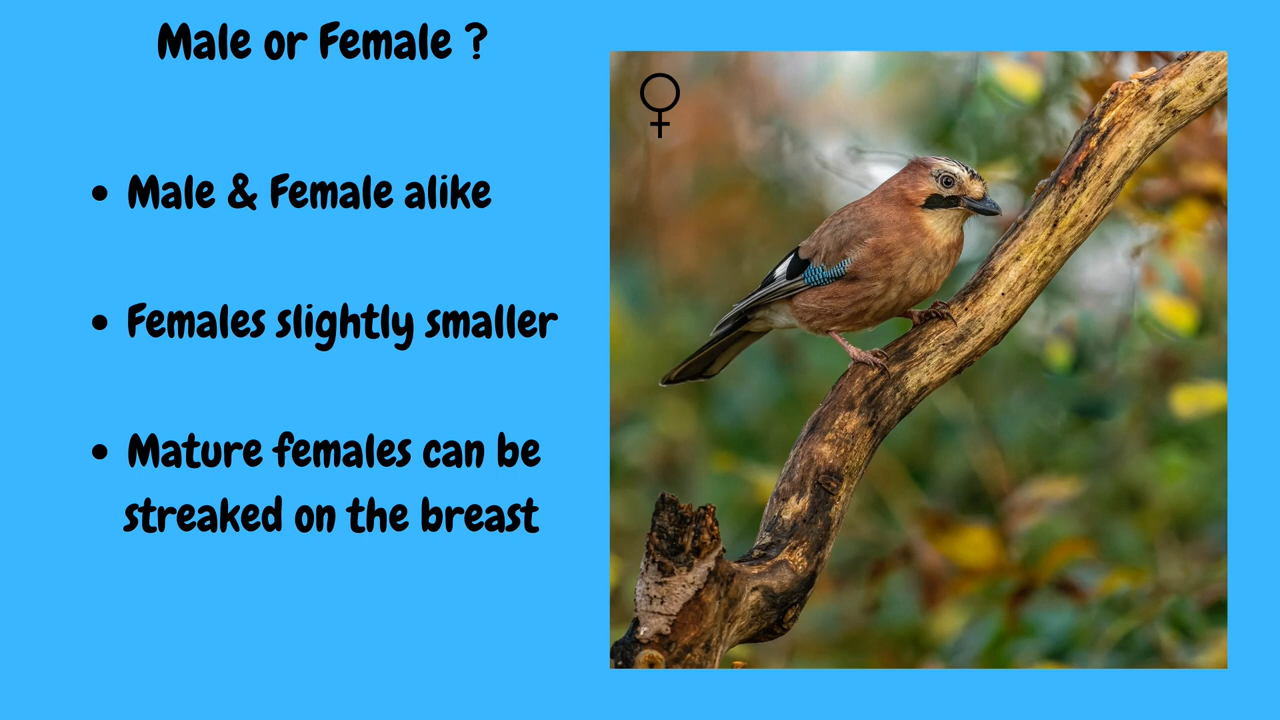 Male or Female ?
• Male & Female alike
• Females slightly smaller
• Mature females can be
streaked on the breast
♀